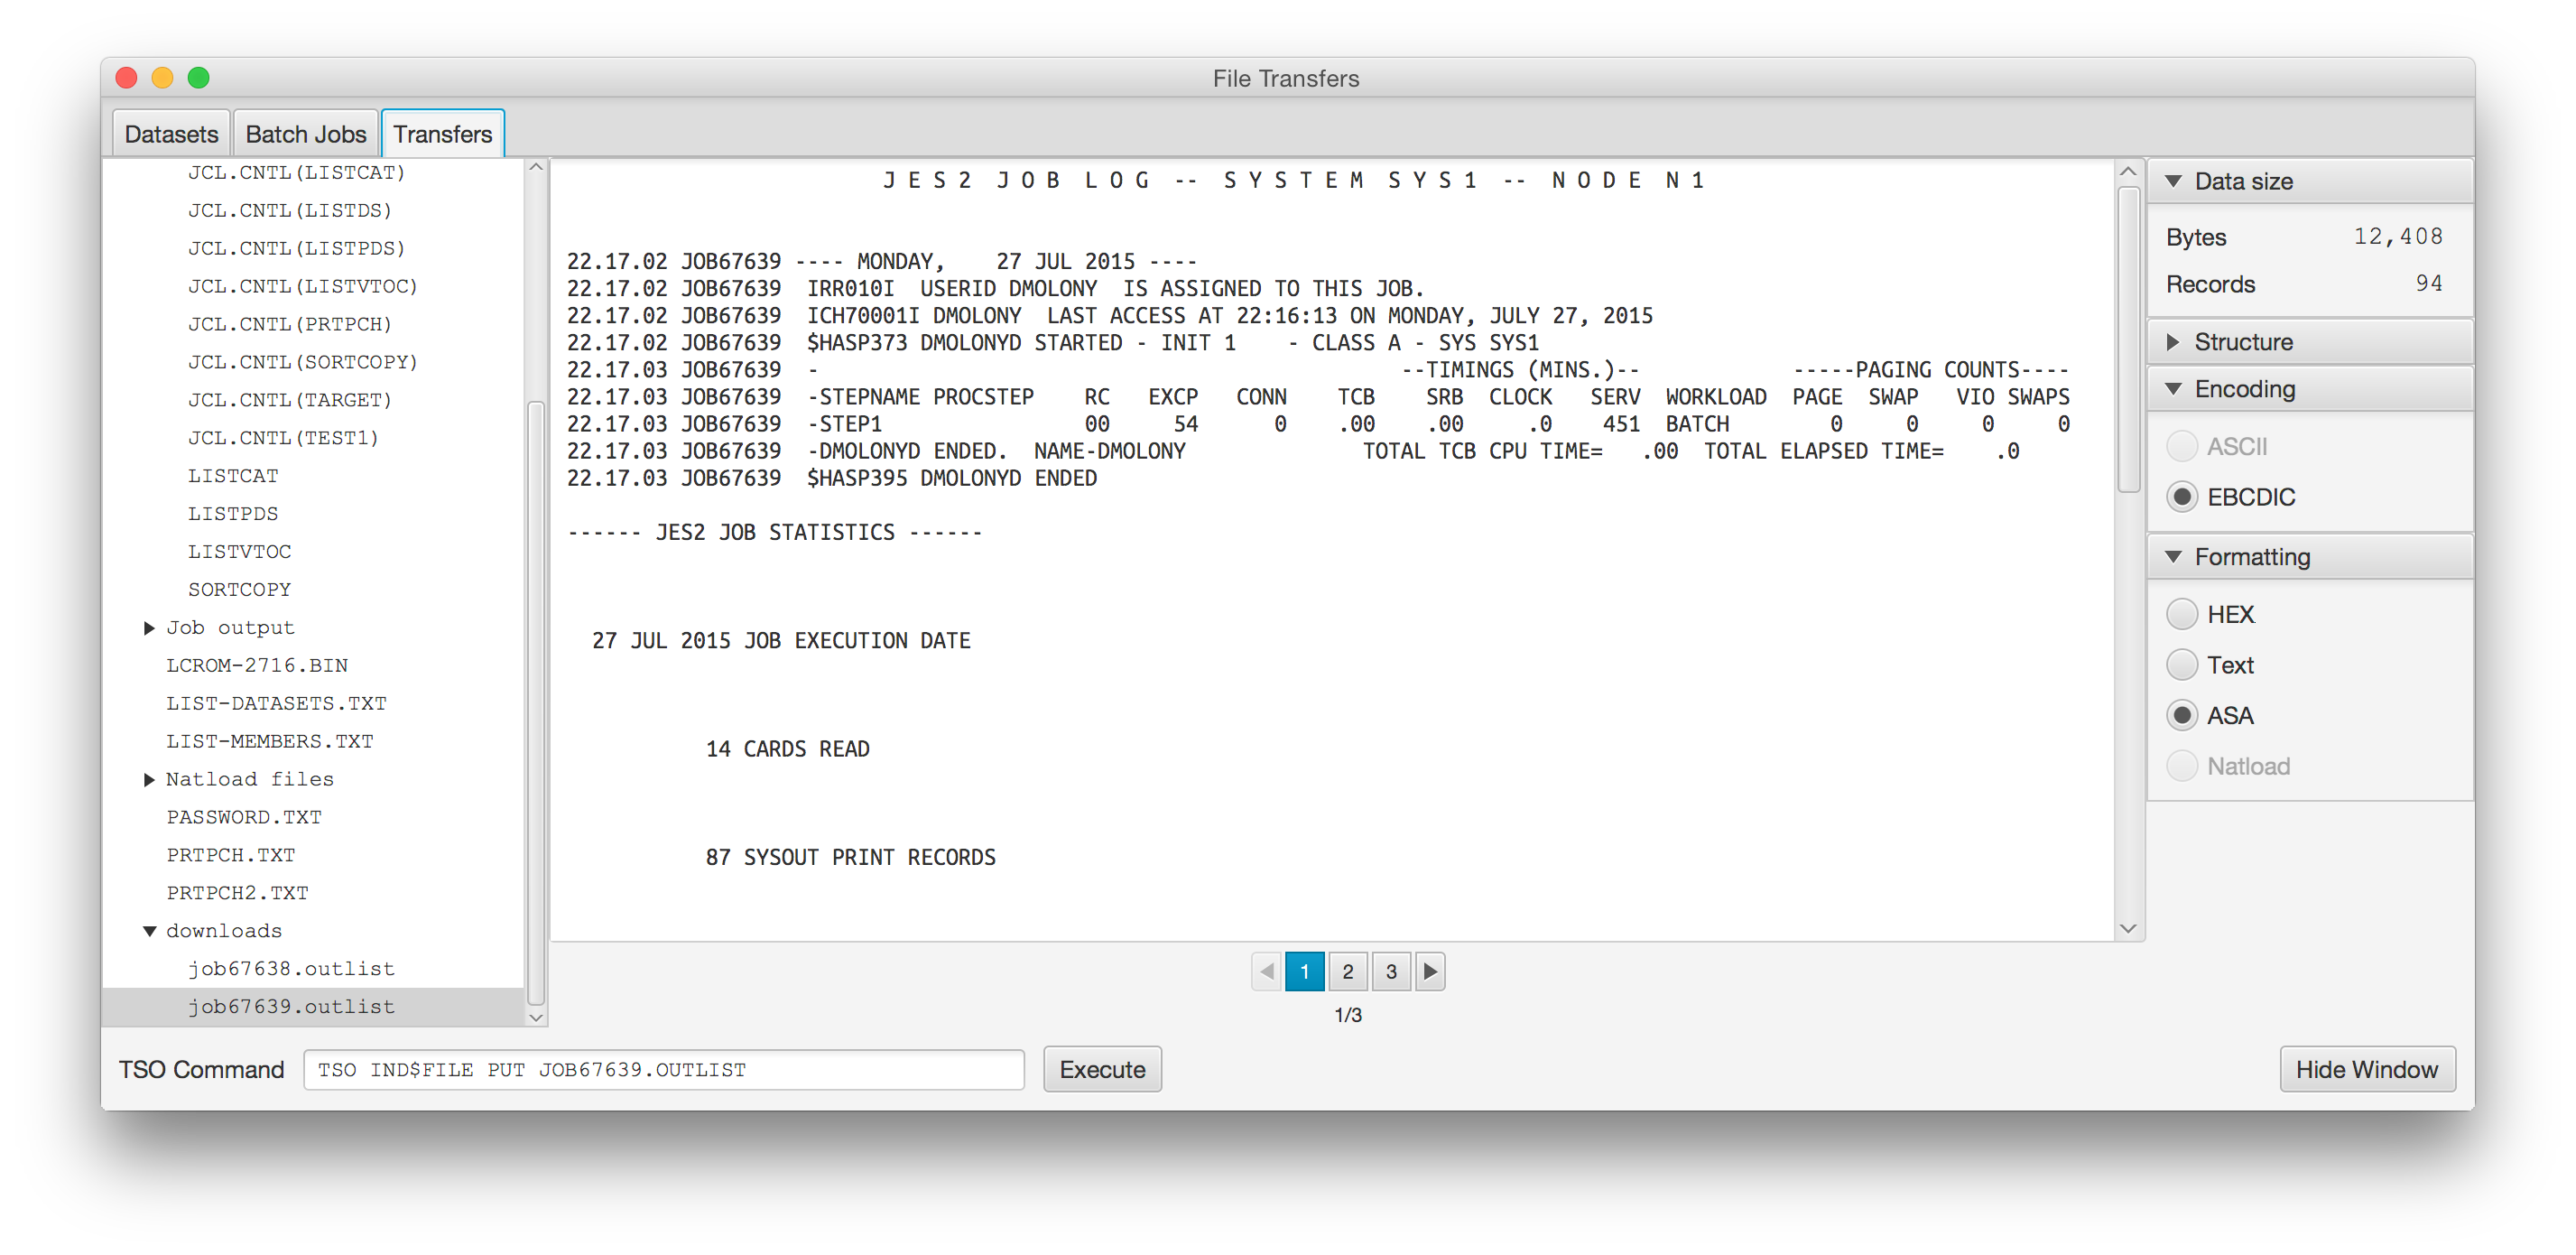 File Transfers
Datasets Batch Jobs Transfers
JCL.CNTL(LISTCAT)
JCL.CNTL(LISTDS)
JCL.CNTL(LISTPDS)
JCL.CNTL(LISTVTOC)
JCL.CNTL(PRTPCH)
JCL.CNTL(SORTCOPY)
JCL.CNTL(TARGET)
JCL.CNTL(TEST1)
LISTCAT
LISTPDS
LISTVTOC
SORTCOPY
Job output
LCROM-2716.BIN
LIST-DATASETS.TXT
LIST-MEMBERS.TXT
Natload files
PASSWORD.TXT
PRTPCH.TXT
PRTPCH2.TXT
downloads
job67638.outlist
job67639.outlist
J E S 2  J O B  L O G  --  S Y S T E M  S Y S 1  --  N O D E  N 1
22.17.02 JOB67639 ---- MONDAY,    27 JUL 2015 ----
22.17.02 JOB67639  IRR010I  USERID DMOLONY  IS ASSIGNED TO THIS JOB.
22.17.02 JOB67639  ICH70001I DMOLONY  LAST ACCESS AT 22:16:13 ON MONDAY, JULY 27, 2015
22.17.02 JOB67639  $HASP373 DMOLONYD STARTED - INIT 1    - CLASS A - SYS SYS1
22.17.03 JOB67639  -                                              --TIMINGS (MINS.)--            -----PAGING COUNTS----
22.17.03 JOB67639  -STEPNAME PROCSTEP    RC   EXCP   CONN    TCB    SRB  CLOCK   SERV  WORKLOAD  PAGE  SWAP   VIO SWAPS
22.17.03 JOB67639  -STEP1                00     54      0    .00    .00     .0    451  BATCH        0     0     0     0
22.17.03 JOB67639  -DMOLONYD ENDED.  NAME-DMOLONY              TOTAL TCB CPU TIME=   .00  TOTAL ELAPSED TIME=    .0
22.17.03 JOB67639  $HASP395 DMOLONYD ENDED
------ JES2 JOB STATISTICS ------
27 JUL 2015 JOB EXECUTION DATE
14 CARDS READ
87 SYSOUT PRINT RECORDS
1 2 3
1/3
Data size
Bytes 12,408
Records 94
Structure
Encoding
ASCII
EBCDIC
Formatting
HEX
Text
ASA
Natload
TSO Command TSO IND$FILE PUT JOB67639.OUTLIST Execute Hide Window